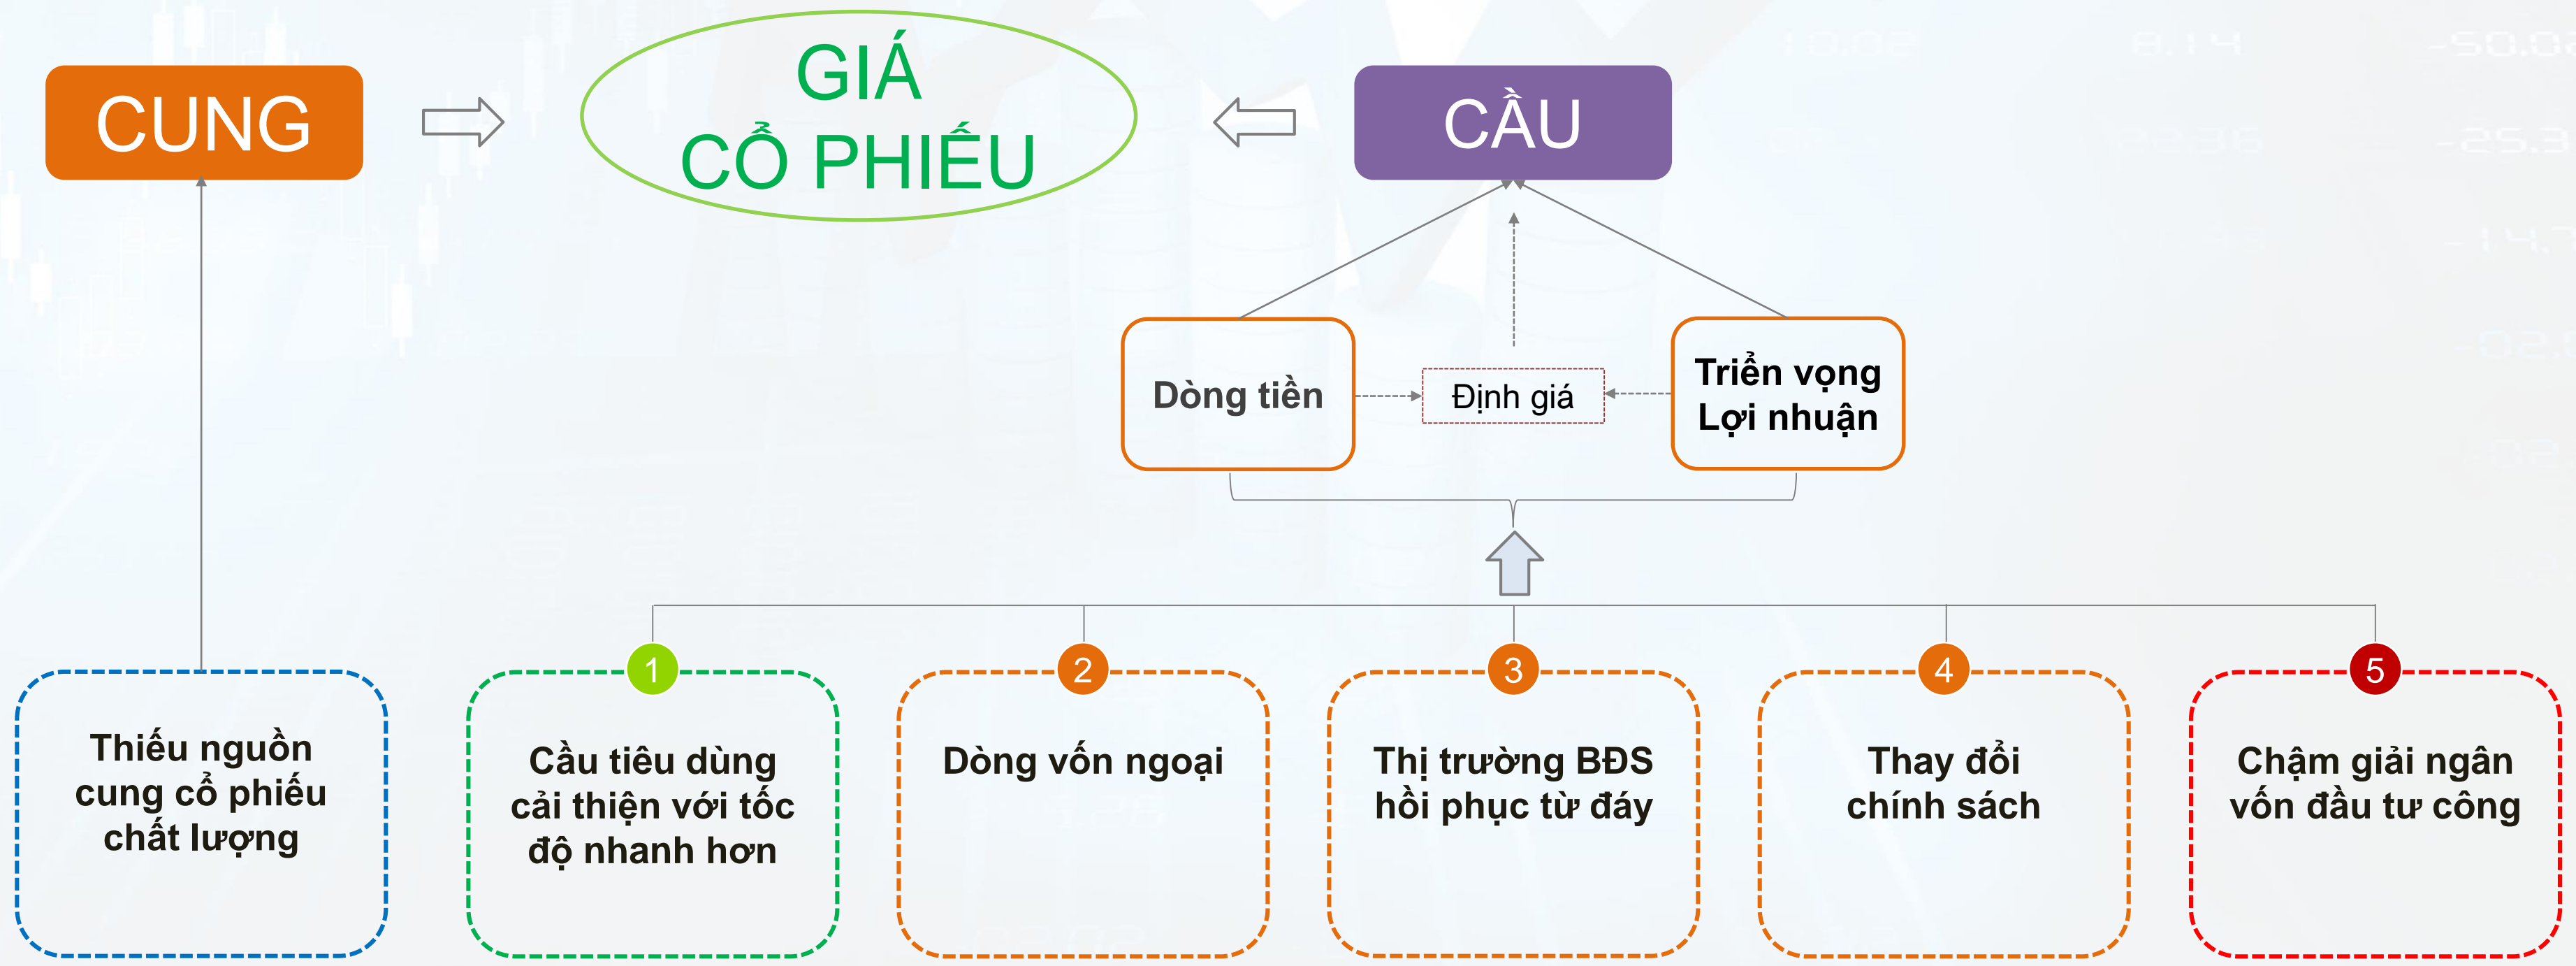 CUNG
GIÁ
CỔ PHIẾU
CẦU
Dòng tiền
Định giá
Triển vọng
Lợi nhuận
Thiếu nguồn
cung cổ phiếu
chất lượng
1
Cầu tiêu dùng
cải thiện với tốc
độ nhanh hơn
2
Dòng vốn ngoại
3
Thị trường BĐS
hồi phục từ đáy
4
Thay đổi
chính sách
5
Chậm giải ngân
vốn đầu tư công